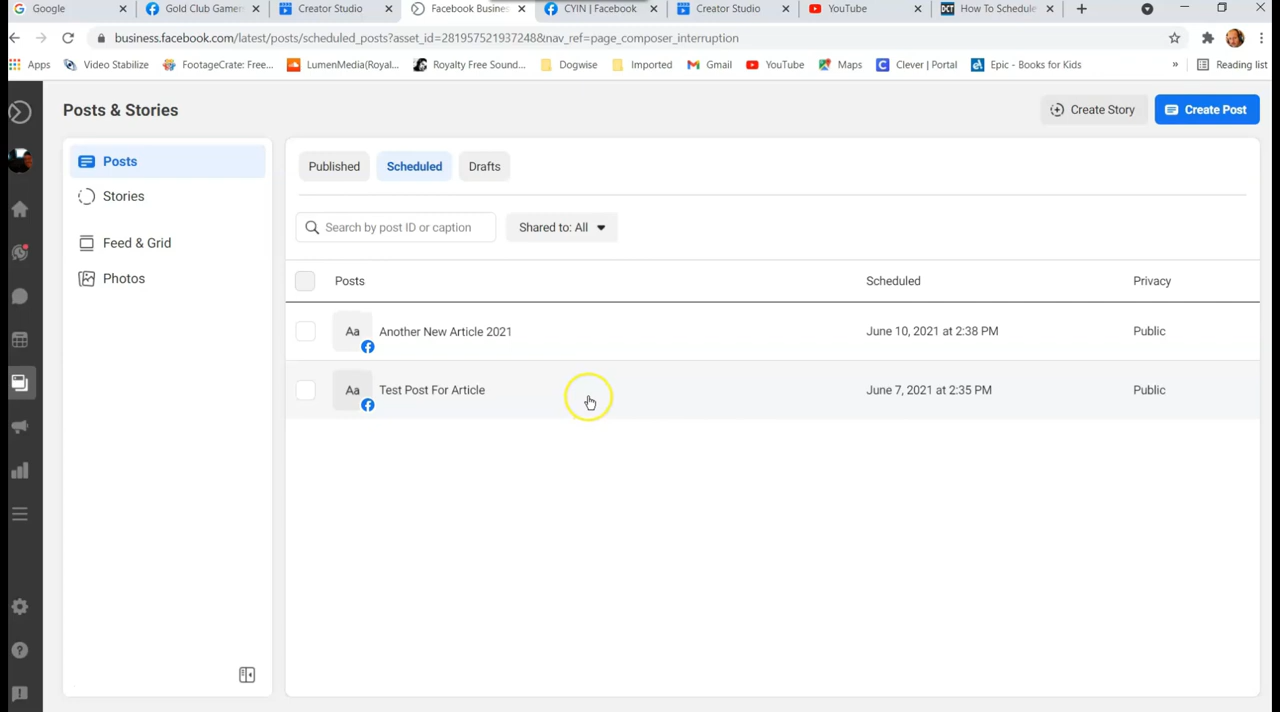 Google
Gold Club Gamer
Creator Studio
Facebook Busine
CYIN | Facebook
Creator Studio
YouTube
How To Schedule
business.facebook.com/latest/posts/scheduled_posts?asset_id=281957521937248&nav_ref=page_composer_interruption
Apps
Video Stabilize
FootageCrate: Free...
LumenMedia(Royal...
Royalty Free Sound...
Dogwise
Imported
Gmail
YouTube
Maps
Clever | Portal
Epic - Books for Kids
»
Reading list
Posts & Stories
Create Story
Create Post
Posts
Stories
Feed & Grid
Photos
Published
Scheduled
Drafts
Search by post ID or caption
Shared to: All
Posts
Scheduled
Privacy
Aa
Another New Article 2021
June 10, 2021 at 2:38 PM
Public
Aa
Test Post For Article
June 7, 2021 at 2:35 PM
Public